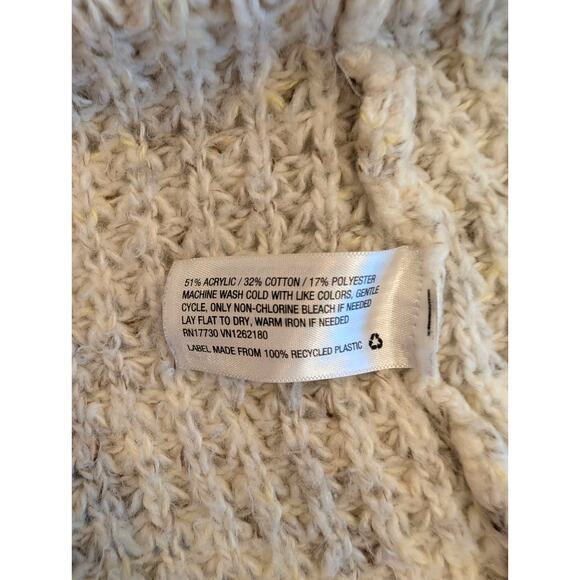 51% ACRYLIC / 32% COTTON / 17% POLYESTER
MACHINE WASH COLD WITH LIKE COLORS, GENTLE
CYCLE, ONLY NON-CHLORINE BLEACH IF NEEDED
LAY FLAT TO DRY, WARM IRON IF NEEDED
RN17730 VN1262180
LABEL MADE FROM 100% RECYCLED PLASTIC